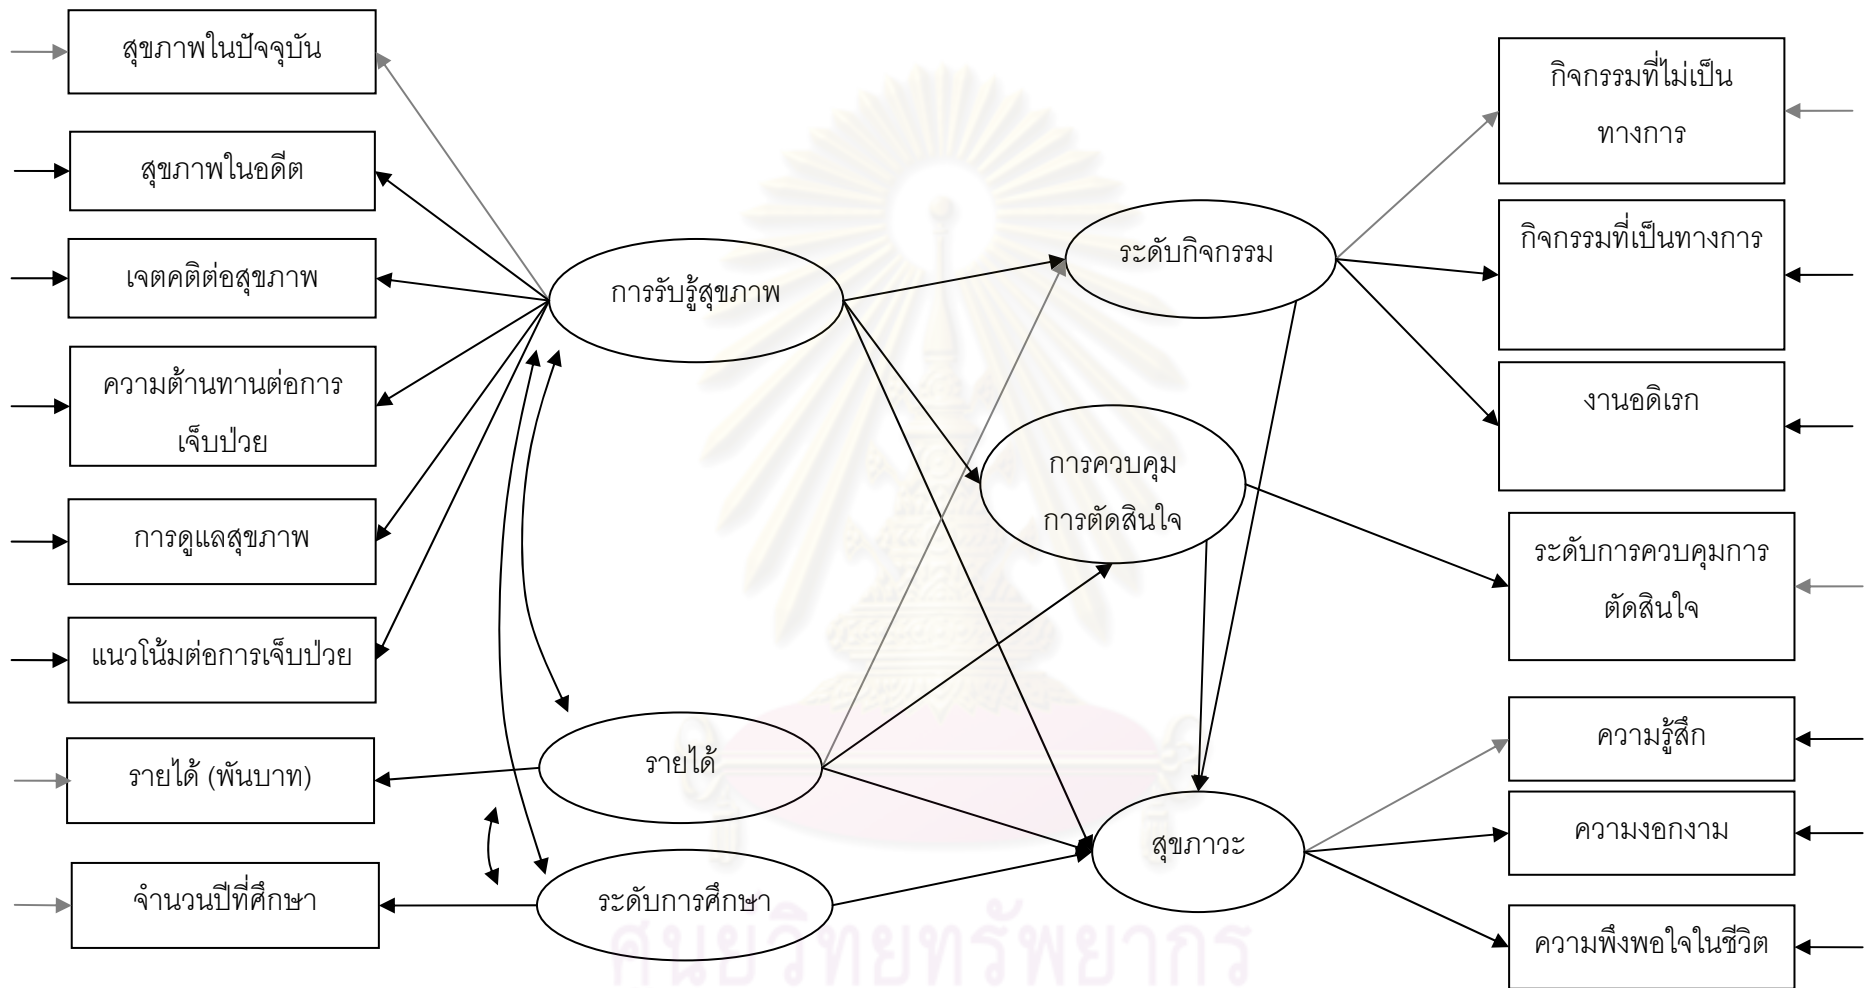 สุขภาพในปัจจุบัน
สุขภาพในอดีต
เจตคติต่อสุขภาพ
ความต้านทานต่อการ
เจ็บป่วย
การดูแลสุขภาพ
แนวโน้มต่อการเจ็บป่วย
รายได้ (พันบาท)
จำนวนปีที่ศึกษา
การรับรู้สุขภาพ
รายได้
ระดับการศึกษา
ระดับกิจกรรม
การควบคุม
การตัดสินใจ
สุขภาวะ
กิจกรรมที่ไม่เป็น
ทางการ
กิจกรรมที่เป็นทางการ
งานอดิเรก
ระดับการควบคุมการ
ตัดสินใจ
ความรู้สึก
ความงอกงาม
ความพึงพอใจในชีวิต
ศูนย์วิทยทรัพยากร